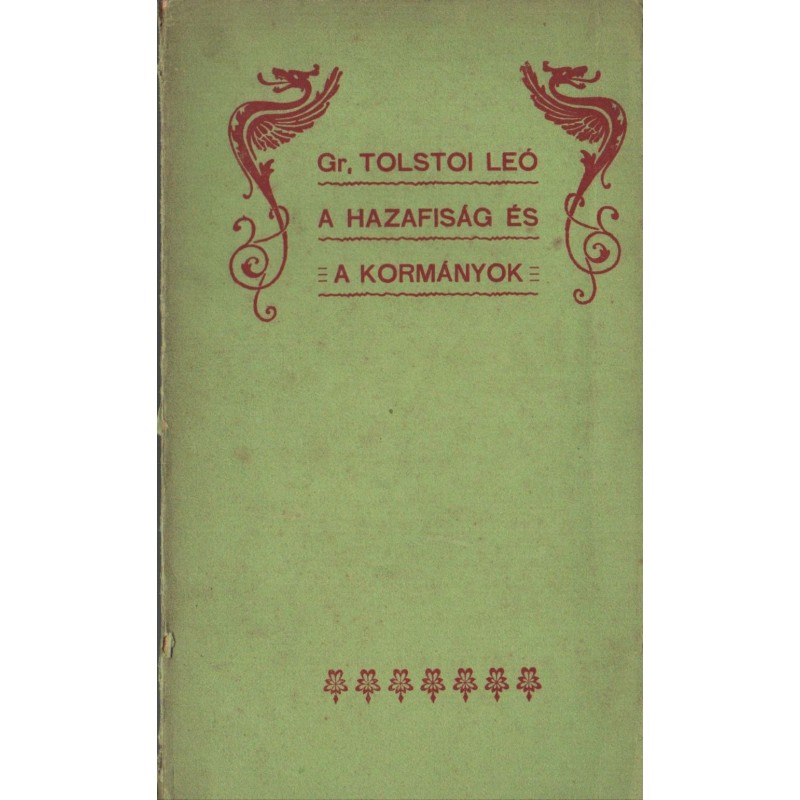 Gr. TOLSTOI LEÓ
A HAZAFISÁG ÉS
A KORMÁNYOK